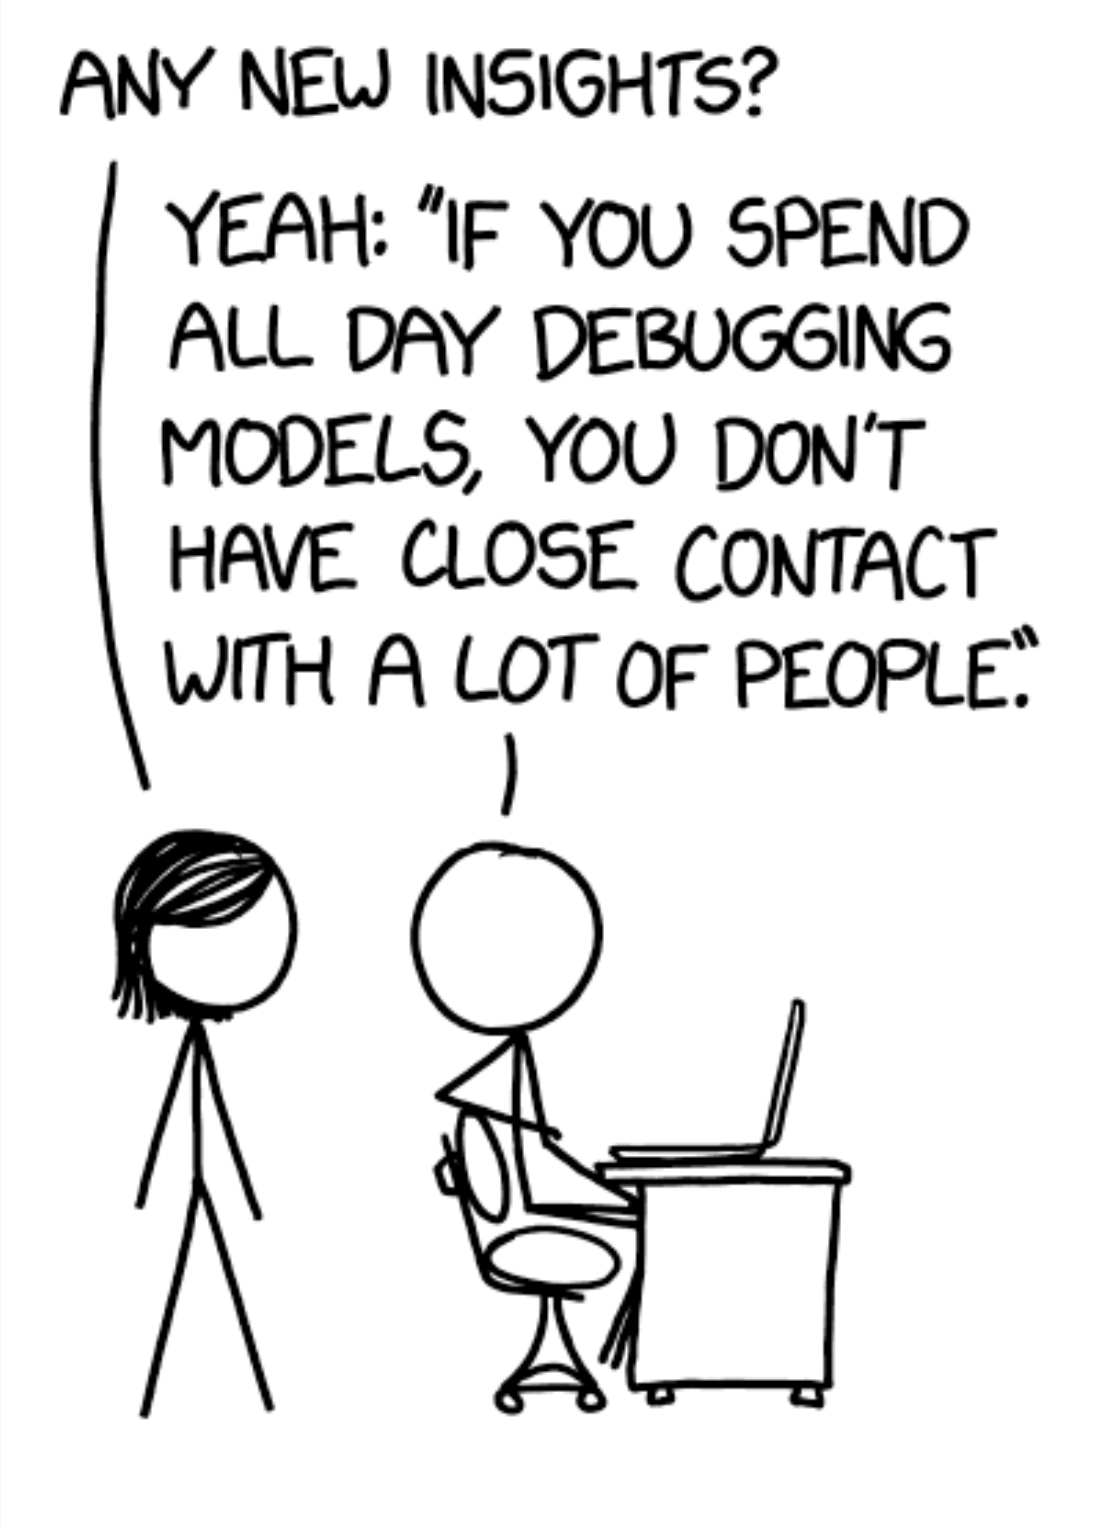 ANY NEW INSIGHTS?
YEAH: "IF YOU SPEND
ALL DAY DEBUGGING
MODELS, YOU DON'T
HAVE CLOSE CONTACT
WITH A LOT OF PEOPLE."